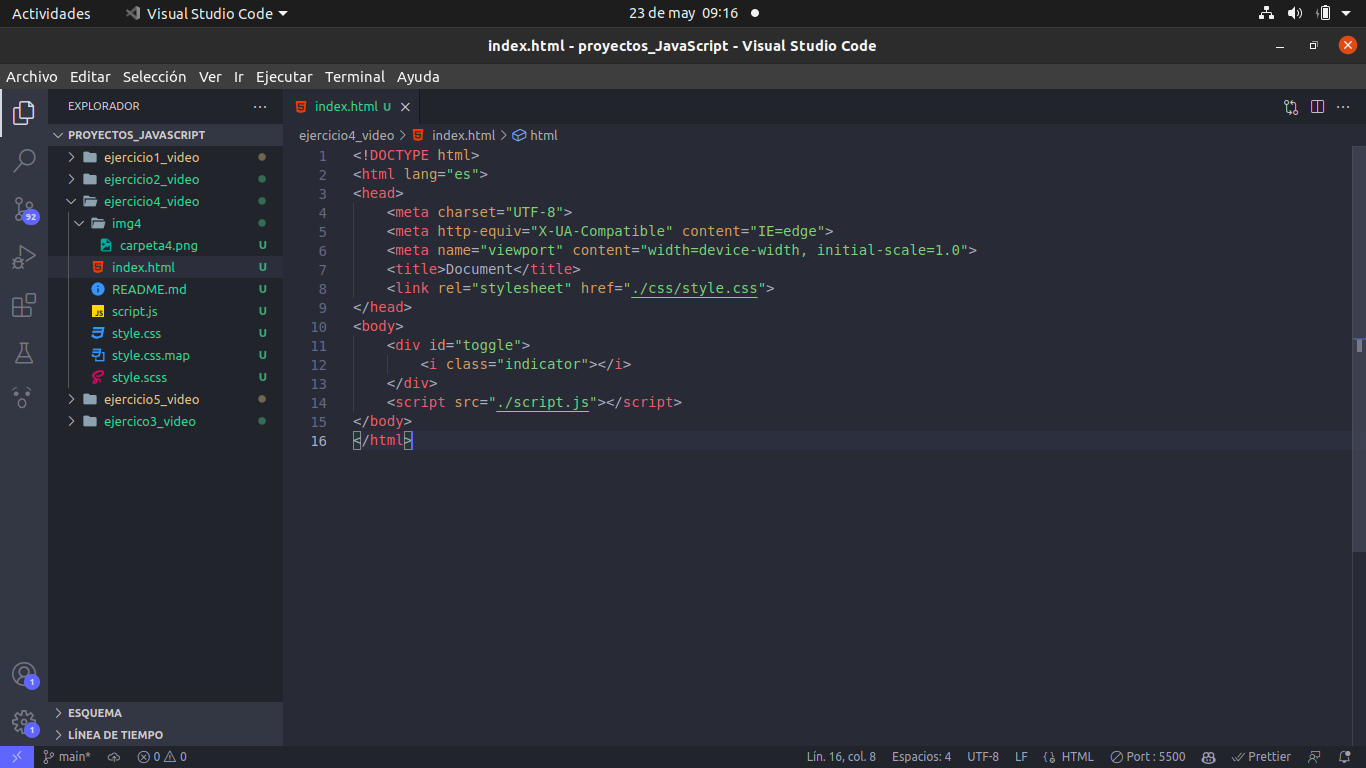 Actividades
Visual Studio Code
23 de may 09:16
index.html - proyectos_JavaScript - Visual Studio Code
Archivo Editar Selección Ver Ir Ejecutar Terminal Ayuda
EXPLORADOR
PROYECTOS_JAVASCRIPT
ejercicio1_video
ejercicio2_video
ejercicio4_video
img4
carpeta4.png U
index.html U
README.md U
script.js U
style.css U
style.css.map U
style.scss U
ejercicio5_video
ejercico3_video
ESQUEMA
LÍNEA DE TIEMPO
92
1
1
index.html U
ejercicio4_video > index.html > html
1 <!DOCTYPE html>
2 <html lang="es">
3 <head>
4 <meta charset="UTF-8">
5 <meta http-equiv="X-UA-Compatible" content="IE=edge">
6 <meta name="viewport" content="width=device-width, initial-scale=1.0">
7 <title>Document</title>
8 <link rel="stylesheet" href="./css/style.css">
9 </head>
10 <body>
11 <div id="toggle">
12 <i class="indicator"></i>
13 </div>
14 <script src="./script.js"></script>
15 </body>
16 </html>
main* 0 0 Lín. 16, col. 8 Espacios: 4 UTF-8 LF HTML Port : 5500 Prettier